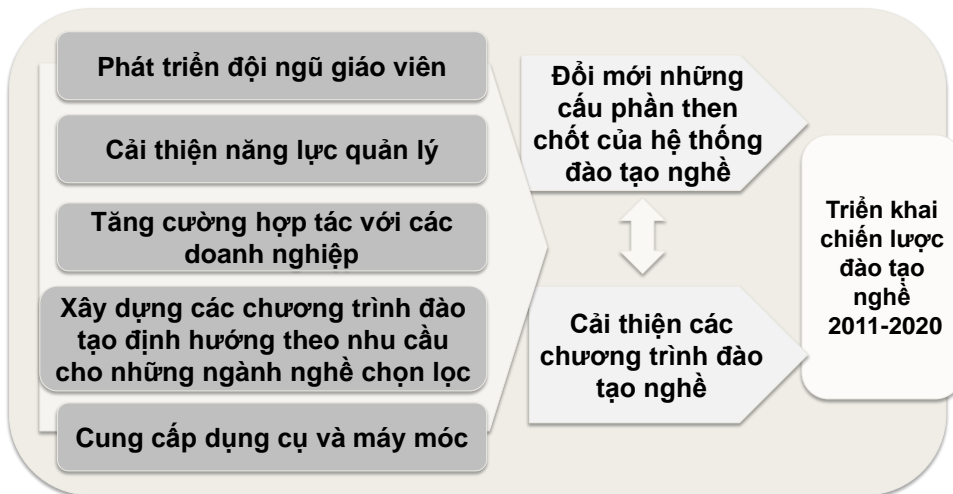 Phát triển đội ngũ giáo viên
Cải thiện năng lực quản lý
Tăng cường hợp tác với các
doanh nghiệp
Xây dựng các chương trình đào
tạo định hướng theo nhu cầu
cho những ngành nghề chọn lọc
Cung cấp dụng cụ và máy móc
Đổi mới những
cấu phần then
chốt của hệ thống
đào tạo nghề
Cải thiện các
chương trình đào
tạo nghề
Triển khai
chiến lược
đào tạo
nghề
2011-2020